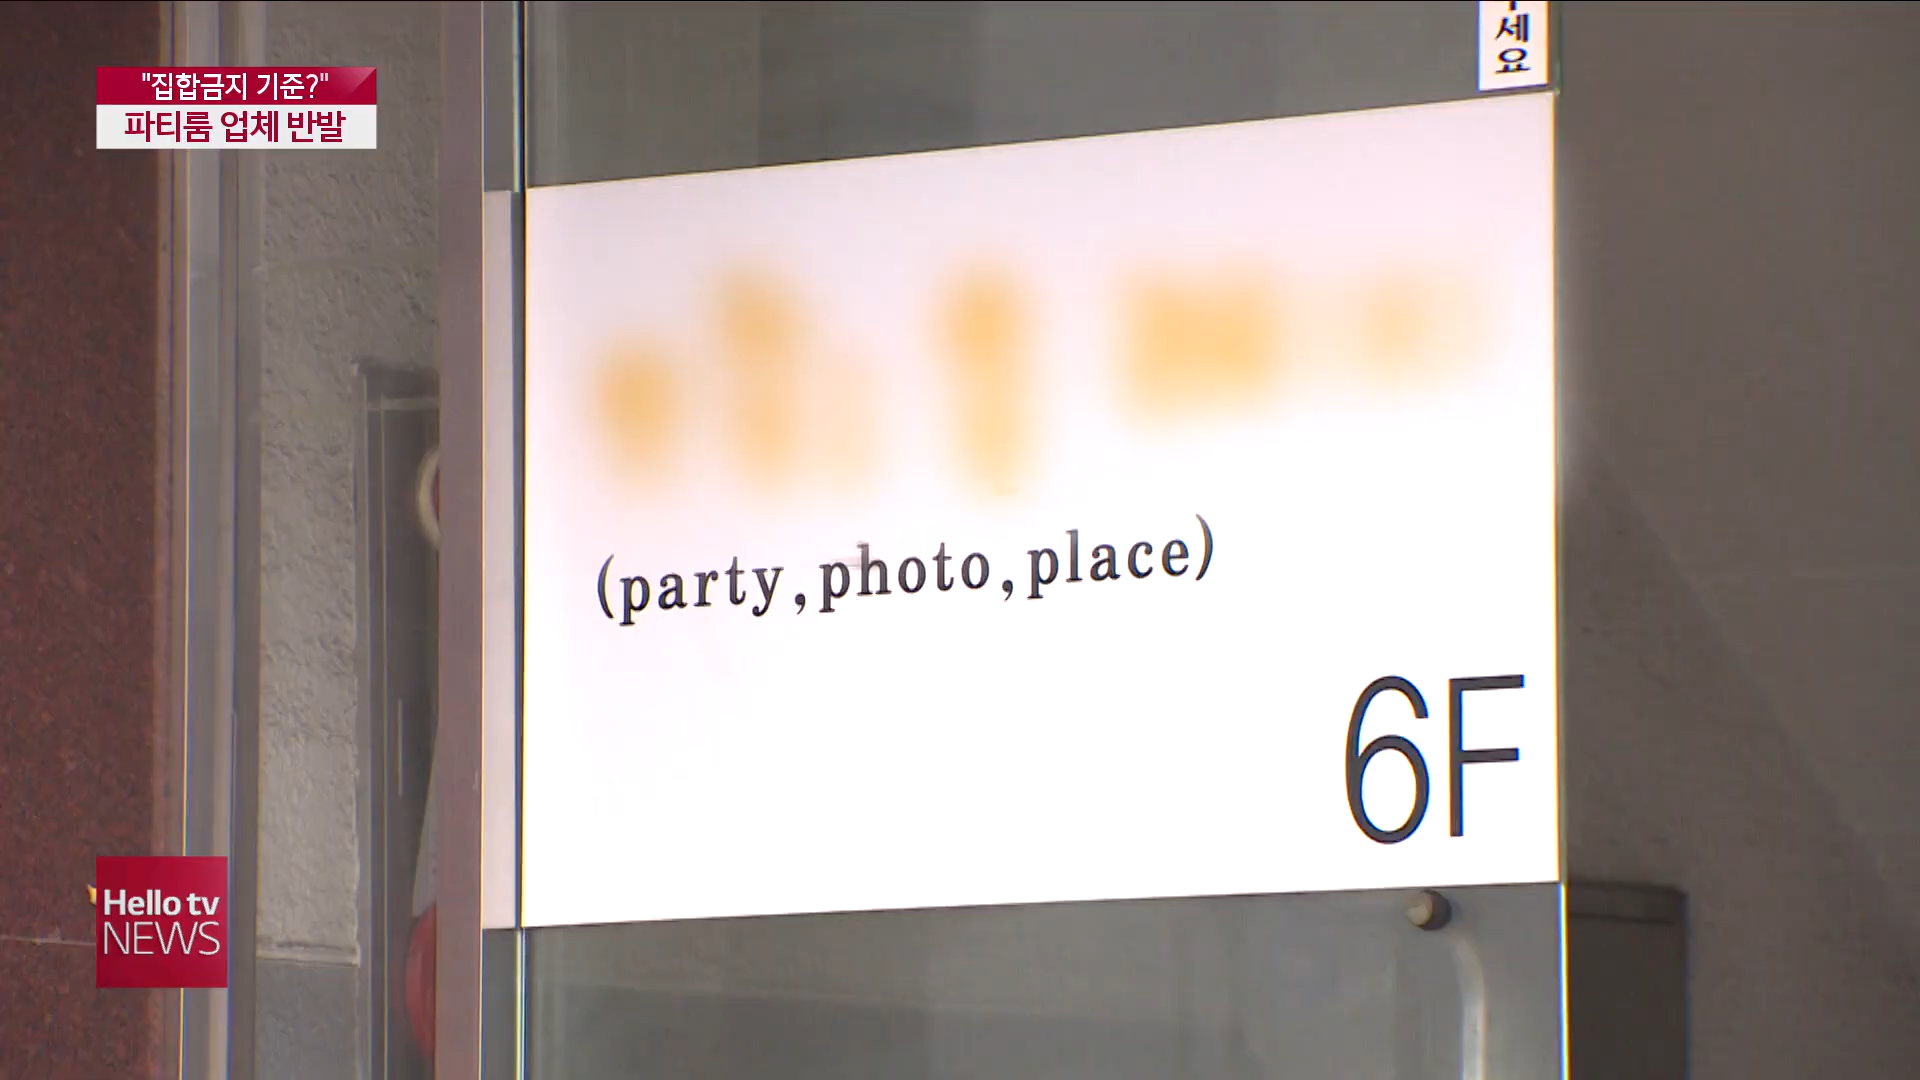 세
요
"집합금지 기준?"
파티룸 업체 반발
(party,photo,place)
6F
Hello tv
NEWS